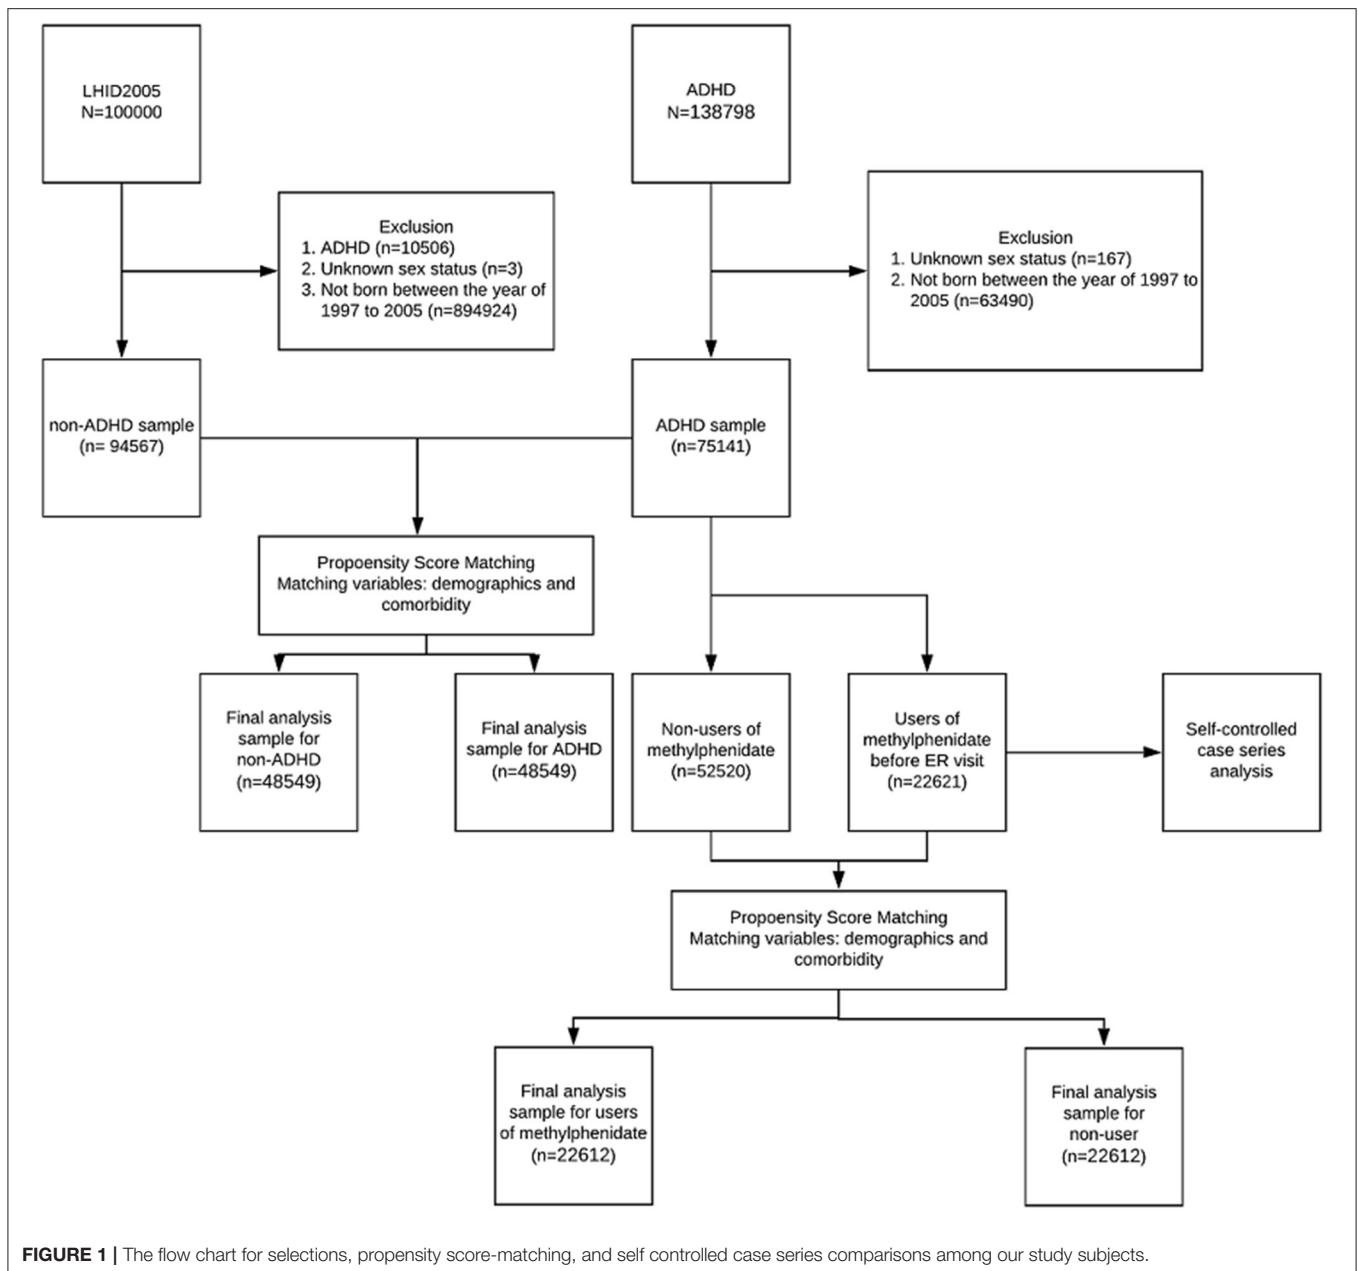 LHID2005
N=100000
ADHD
N=138798
Exclusion
1. ADHD (n=10506)
2. Unknown sex status (n=3)
3. Not born between the year of
1997 to 2005 (n=894924)
Exclusion
1. Unknown sex status (n=167)
2. Not born between the year of 1997 to
2005 (n=63490)
non-ADHD sample
(n= 94567)
ADHD sample
(n=75141)
Propoensity Score Matching
Matching variables: demographics and
comorbidity
Final analysis
sample for
non-ADHD
(n=48549)
Final analysis
sample for ADHD
(n=48549)
Non-users of
methylphenidate
(n=52520)
Users of
methylphenidate
before ER visit
(n=22621)
Self-controlled
case series
analysis
Propoensity Score Matching
Matching variables: demographics and
comorbidity
Final analysis
sample for users
of methylphenidate
(n=22612)
Final analysis
sample for
non-user
(n=22612)
FIGURE 1 | The flow chart for selections, propensity score-matching, and self controlled case series comparisons among our study subjects.